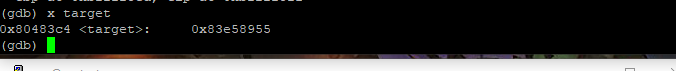 (gdb) x target
0x80483c4 <target>:     0x83e58955
(gdb)